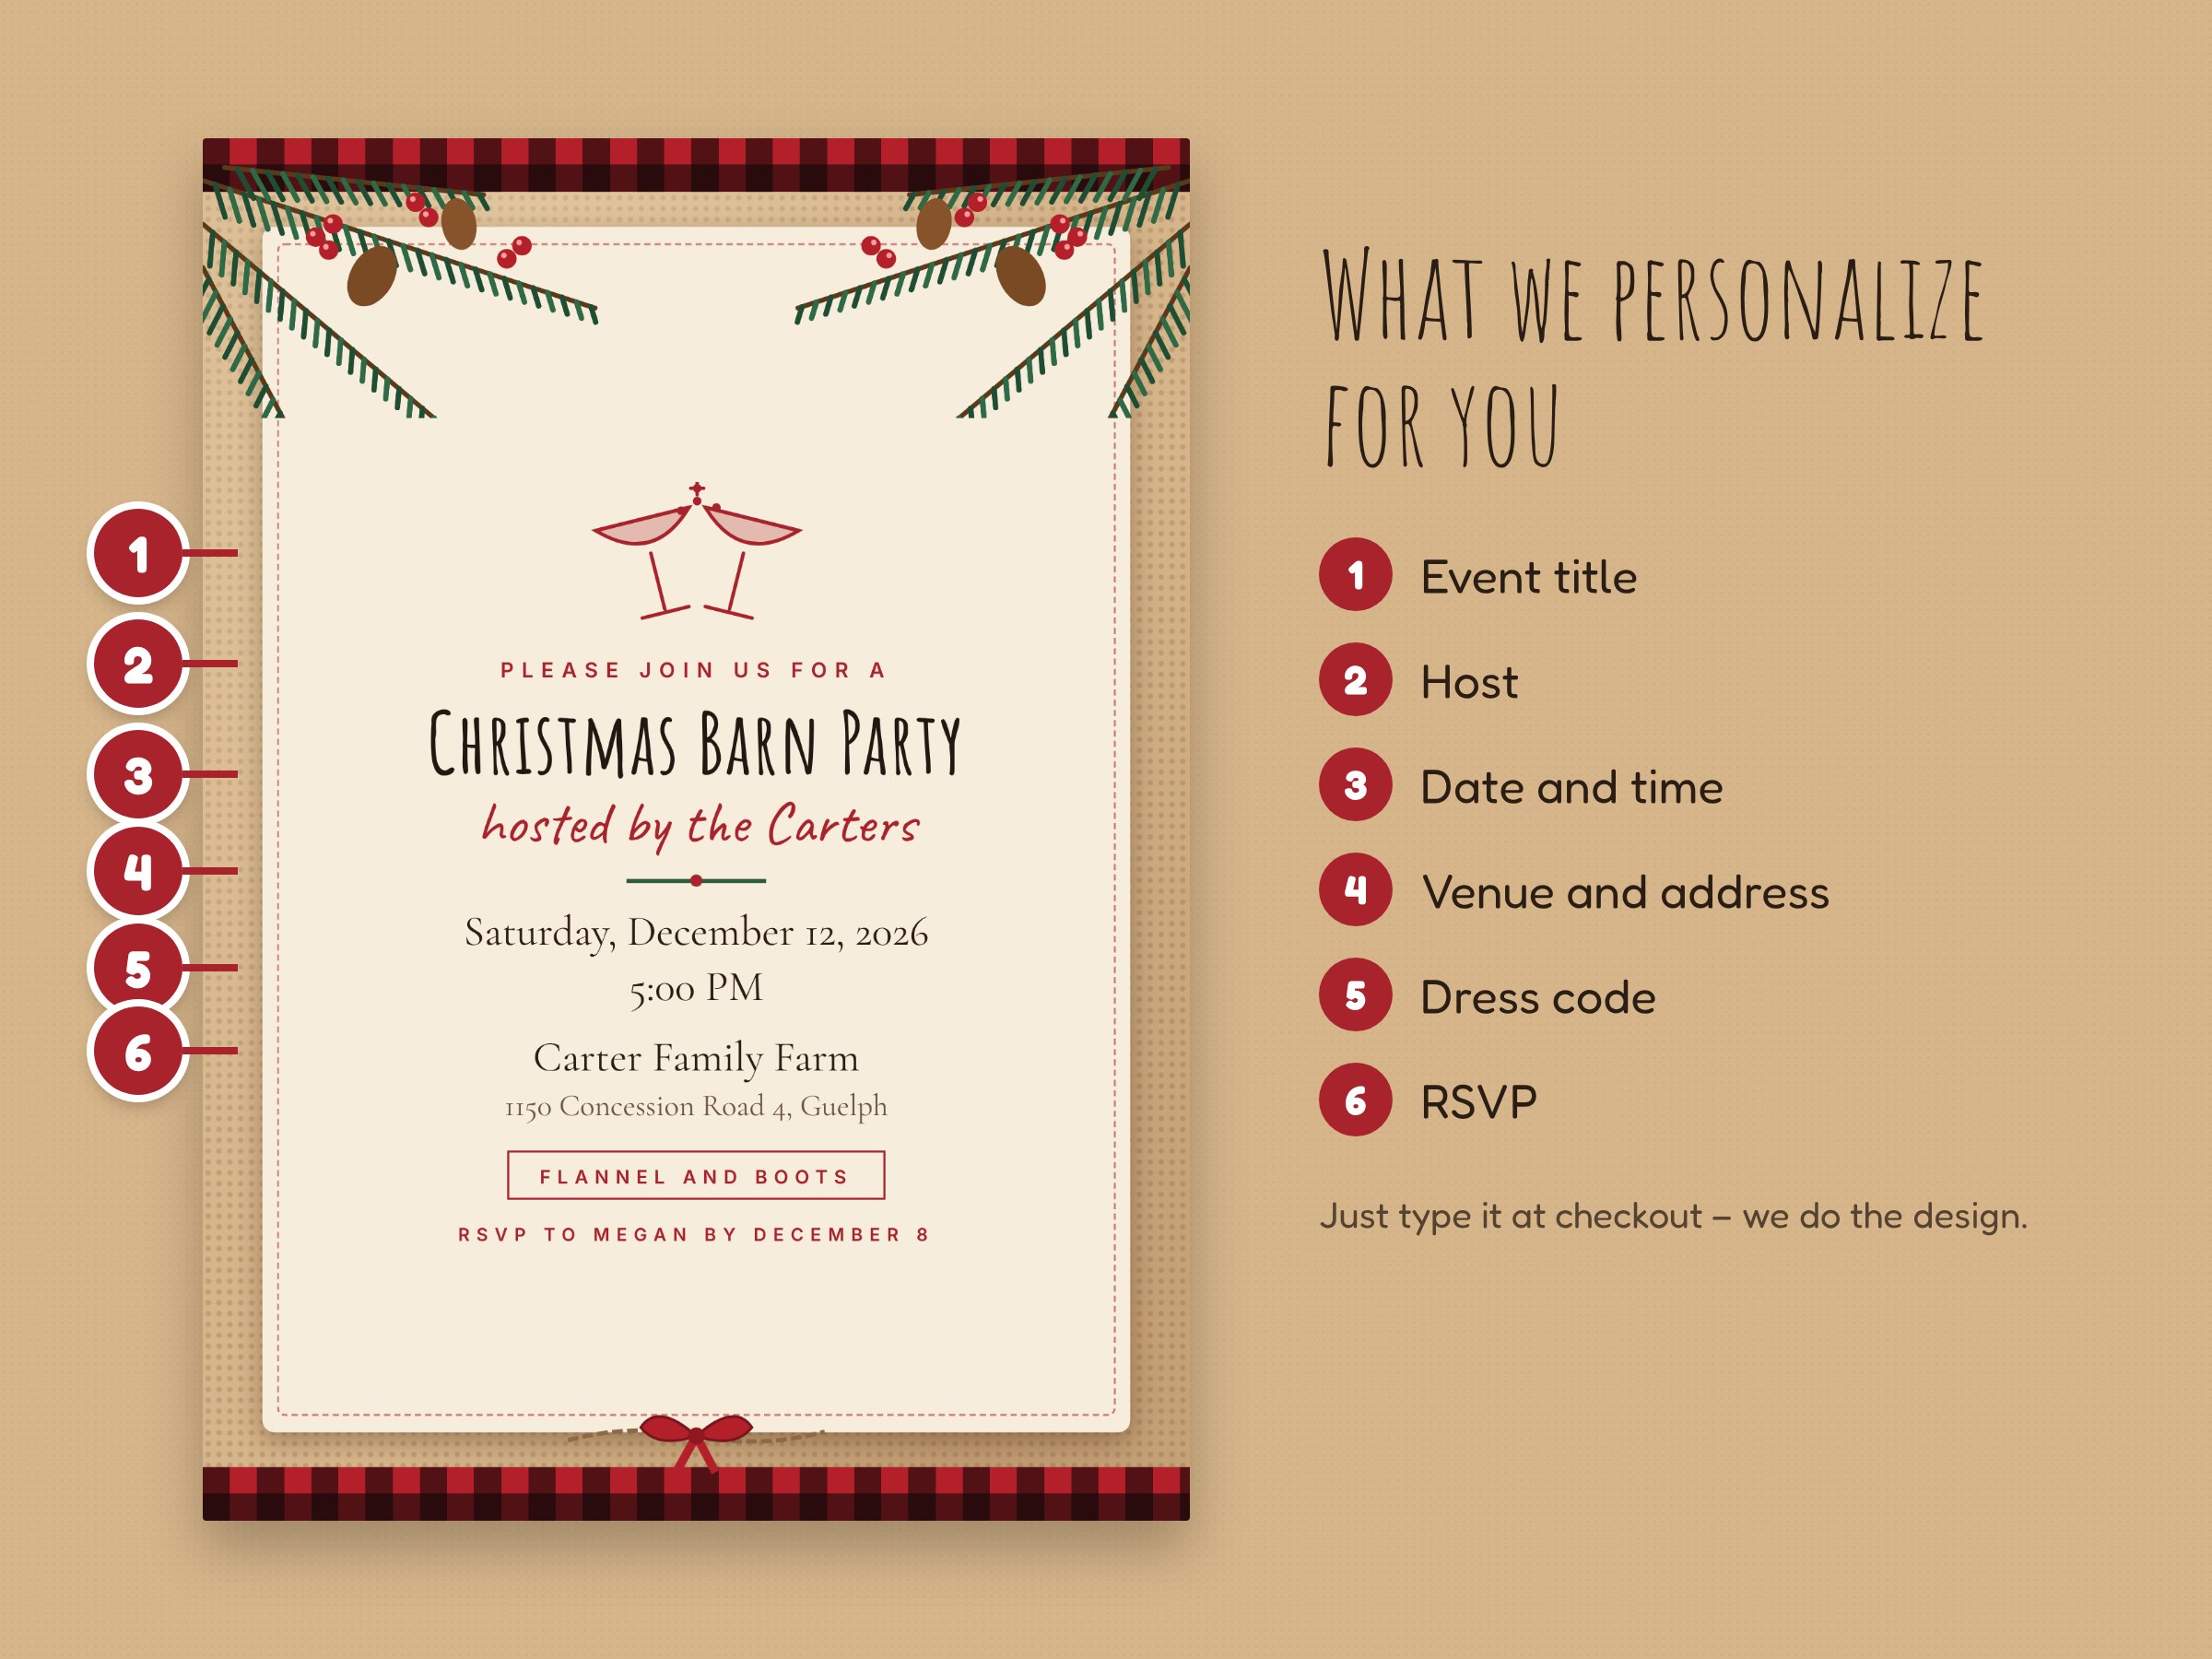 1
2
3
4
5
6
PLEASE JOIN US FOR A
Christmas Barn Party
hosted by the Carters
Saturday, December 12, 2026
5:00 PM
Carter Family Farm
1150 Concession Road 4, Guelph
FLANNEL AND BOOTS
RSVP TO MEGAN BY DECEMBER 8
What we personalize
for you
1 Event title
2 Host
3 Date and time
4 Venue and address
5 Dress code
6 RSVP
Just type it at checkout – we do the design.